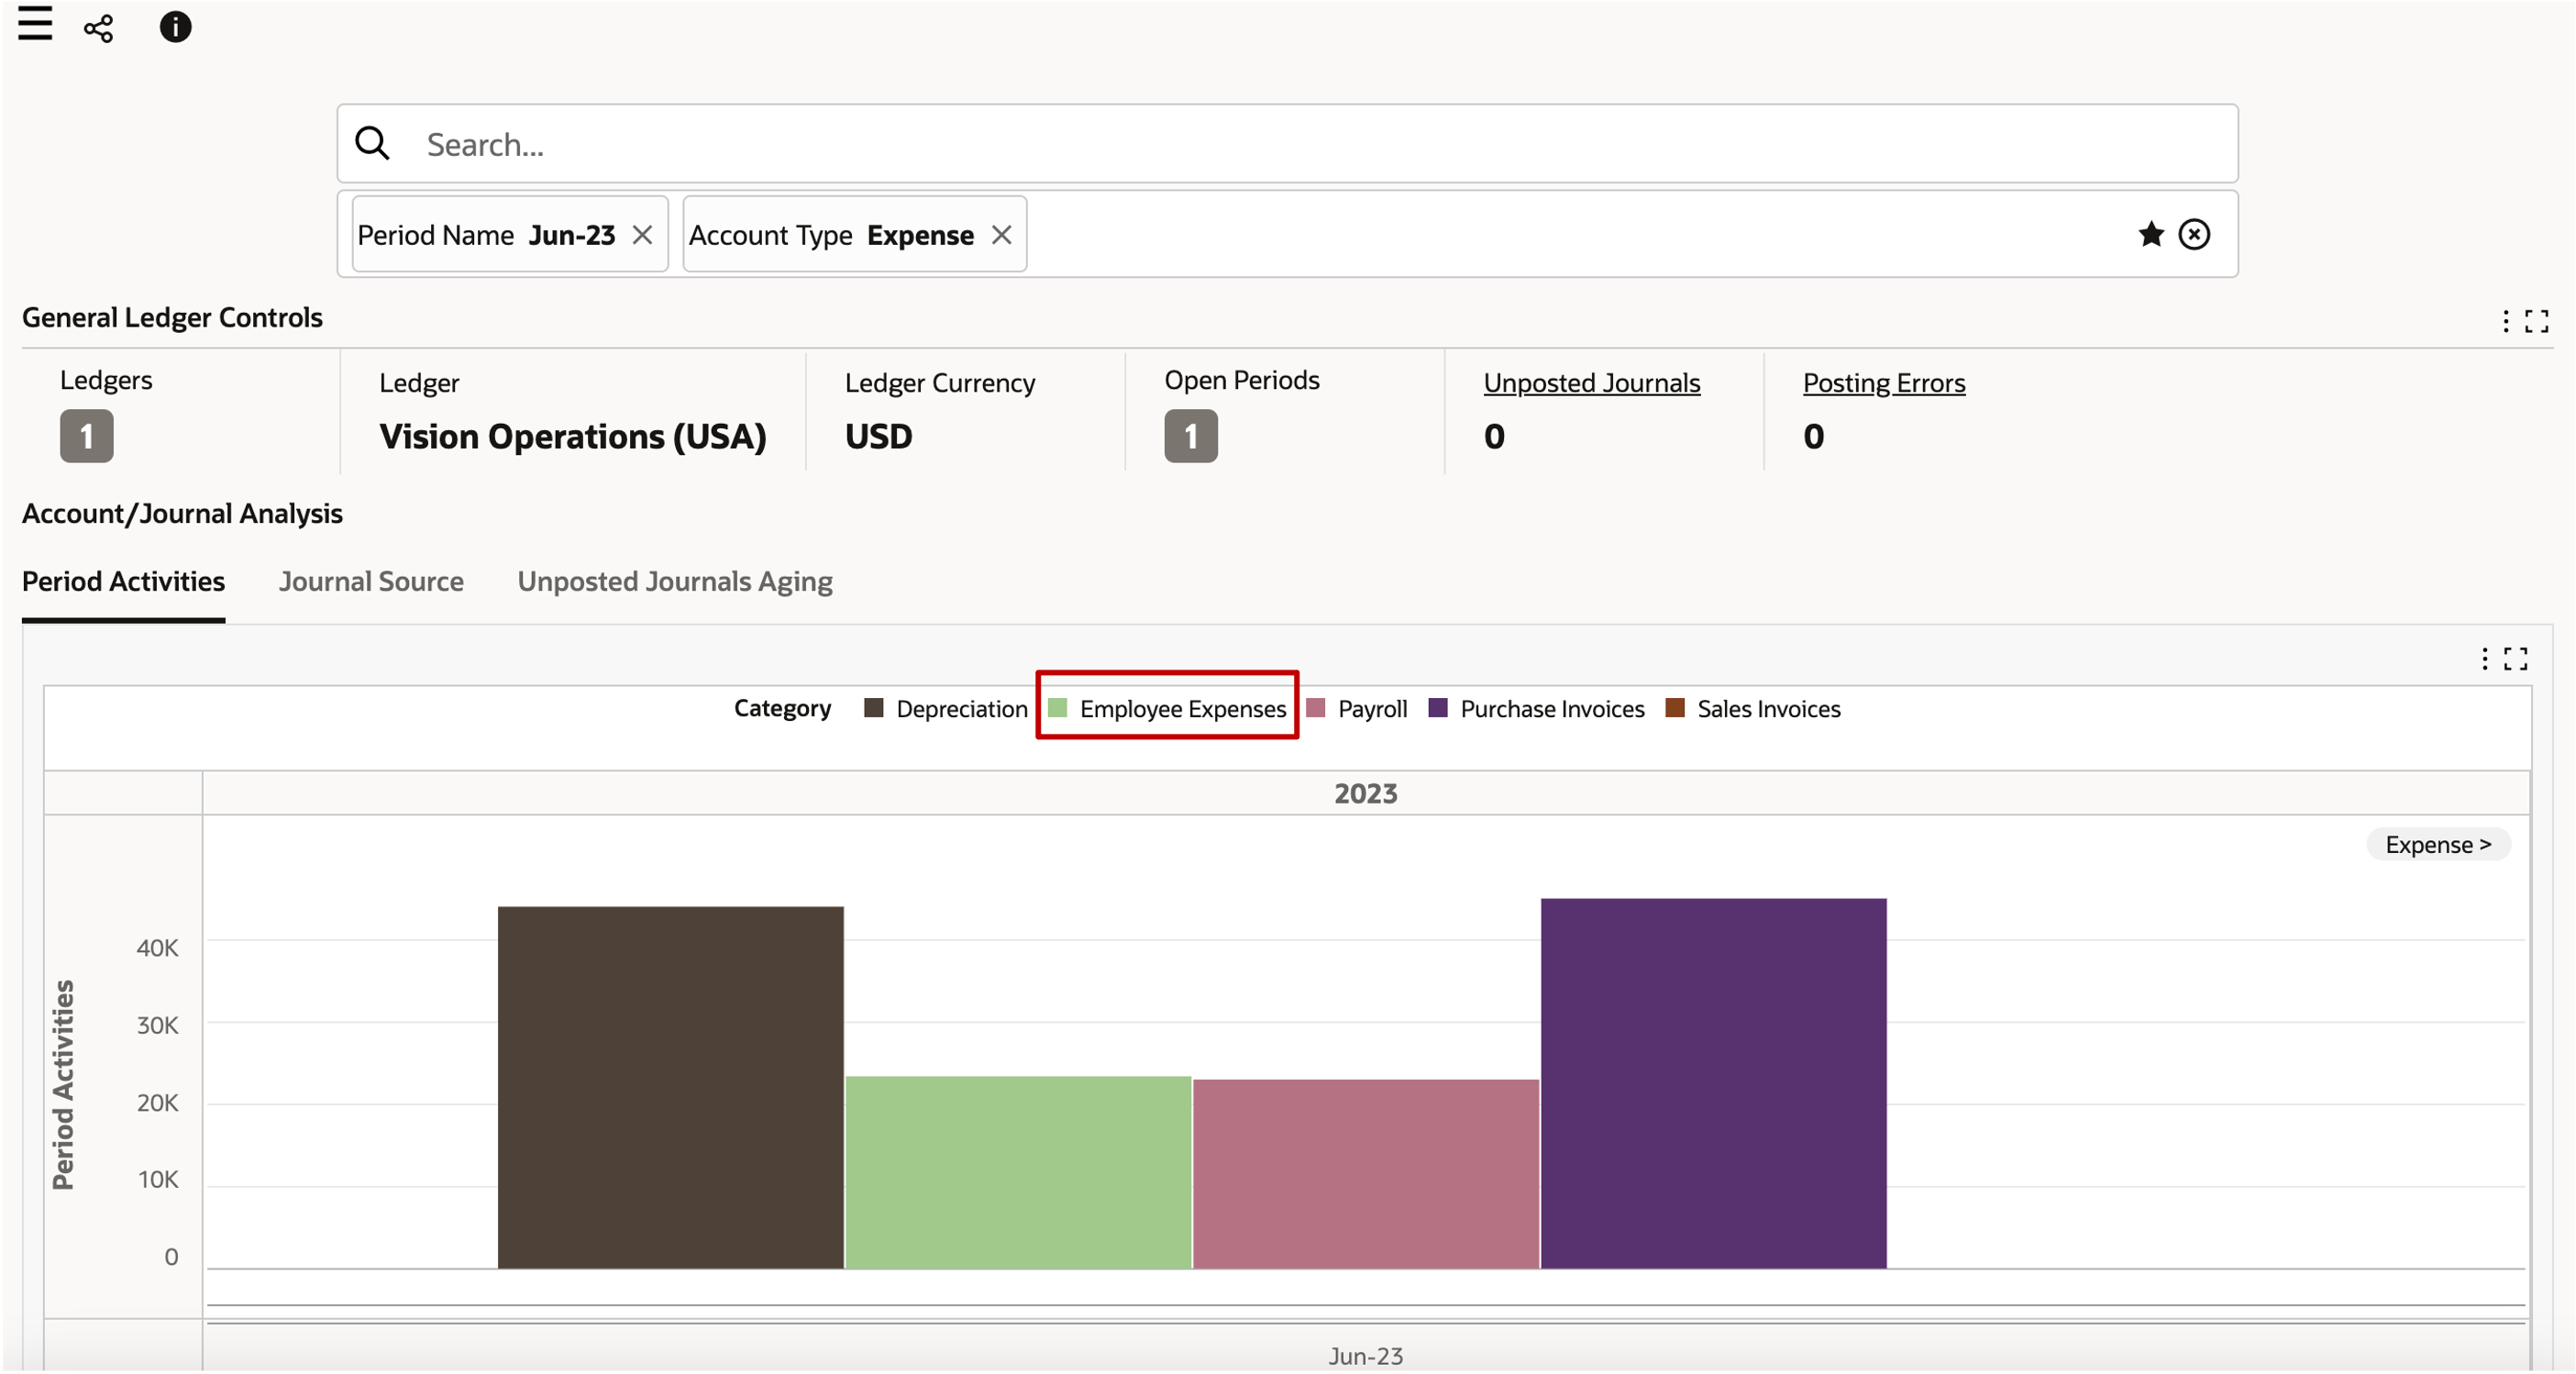 Search...
Period Name Jun-23 Account Type Expense
General Ledger Controls
Ledgers Ledger Ledger Currency Open Periods Unposted Journals Posting Errors
1 Vision Operations (USA) USD 1 0 0
Account/Journal Analysis
Period Activities Journal Source Unposted Journals Aging
Category Depreciation Employee Expenses Payroll Purchase Invoices Sales Invoices
2023
Expense >
Period Activities
40K
30K
20K
10K
0
Jun-23